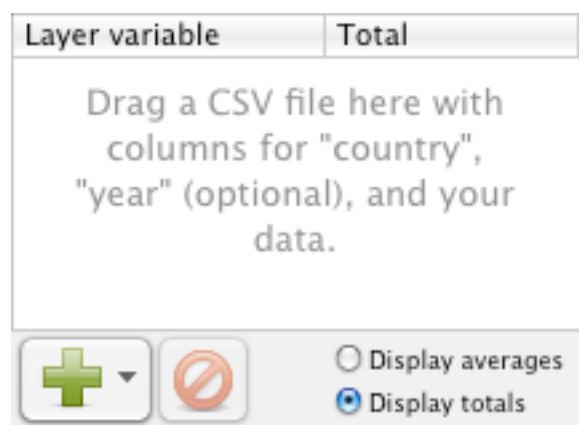 Layer variable Total
Drag a CSV file here with
columns for "country",
"year" (optional), and your
data.
Display averages
Display totals